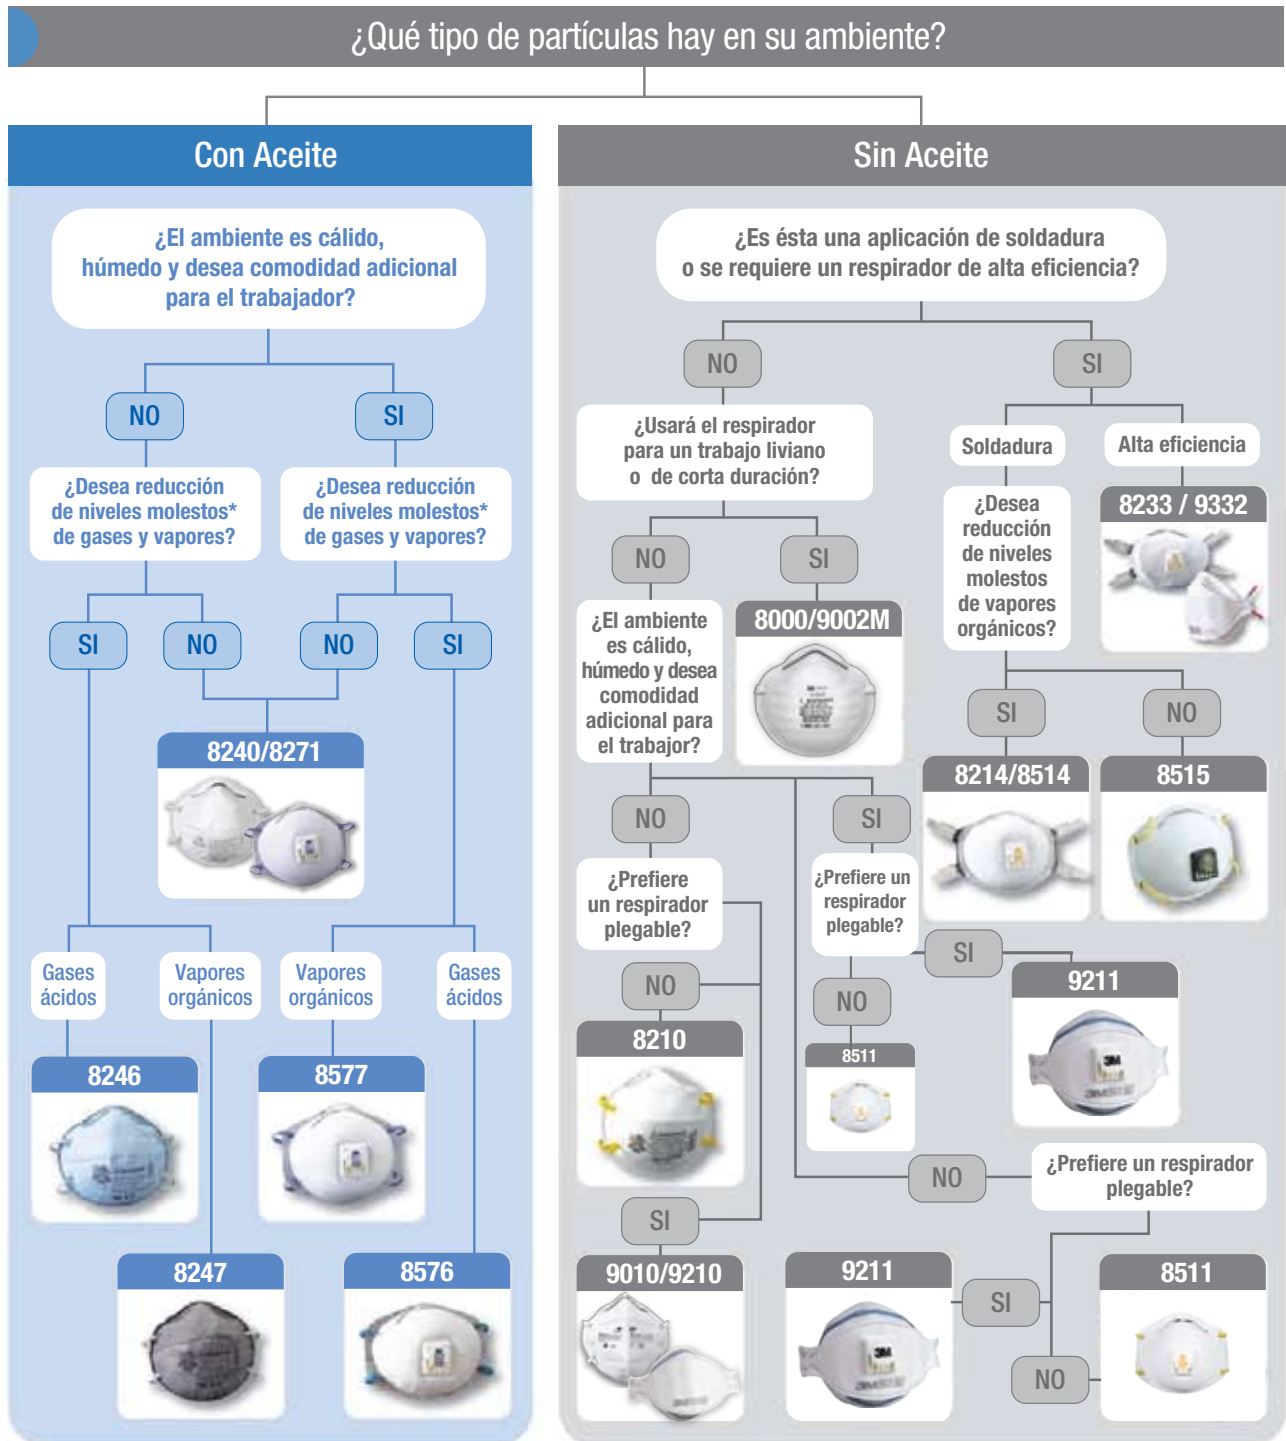 ¿Qué tipo de partículas hay en su ambiente?
Con Aceite
¿El ambiente es cálido,
húmedo y desea comodidad adicional
para el trabajador?
NO
SI
¿Desea reducción
de niveles molestos*
de gases y vapores?
¿Desea reducción
de niveles molestos*
de gases y vapores?
SI
NO
NO
SI
8240/8271
Gases
ácidos
Vapores
orgánicos
Vapores
orgánicos
Gases
ácidos
8246
8577
8247
8576
Sin Aceite
¿Es ésta una aplicación de soldadura
o se requiere un respirador de alta eficiencia?
NO
SI
¿Usará el respirador
para un trabajo liviano
o de corta duración?
Soldadura
Alta eficiencia
8233 / 9332
¿Desea
reducción
de niveles
molestos
de vapores
orgánicos?
NO
SI
¿El ambiente
es cálido,
húmedo y desea
comodidad
adicional para
el trabajor?
8000/9002M
SI
NO
8214/8514
8515
NO
SI
¿Prefiere
un respirador
plegable?
¿Prefiere un
respirador
plegable?
SI
NO
NO
9211
3M
8210
8511
NO
¿Prefiere un respirador
plegable?
SI
9010/9210
9211
3M
SI
8511
NO